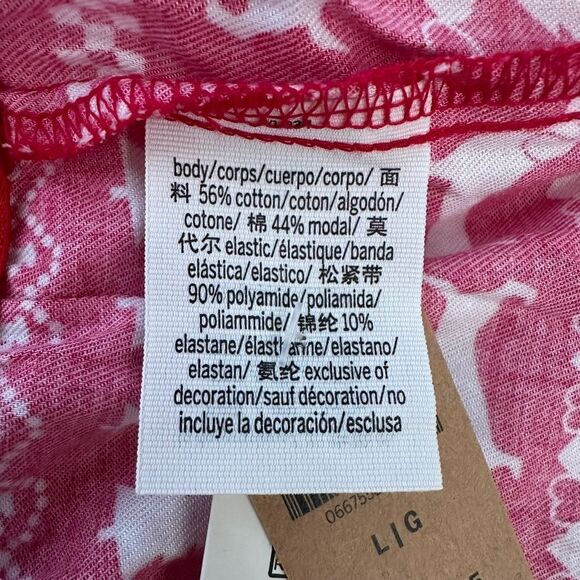 body/corps/cuerpo/corpo/ 面
料 56% cotton/coton/algodón/
cotone/ 棉 44% modal/ 莫
代尔 elastic/élastique/banda
elástica/elastico/ 松紧带
90% polyamide/poliamida/
poliammide/ 锦纶 10%
elastane/élasthanne/elastano/
elastan/ 氨纶 exclusive of
decoration/sauf décoration/no
incluye la decoración/esclusa
L|G